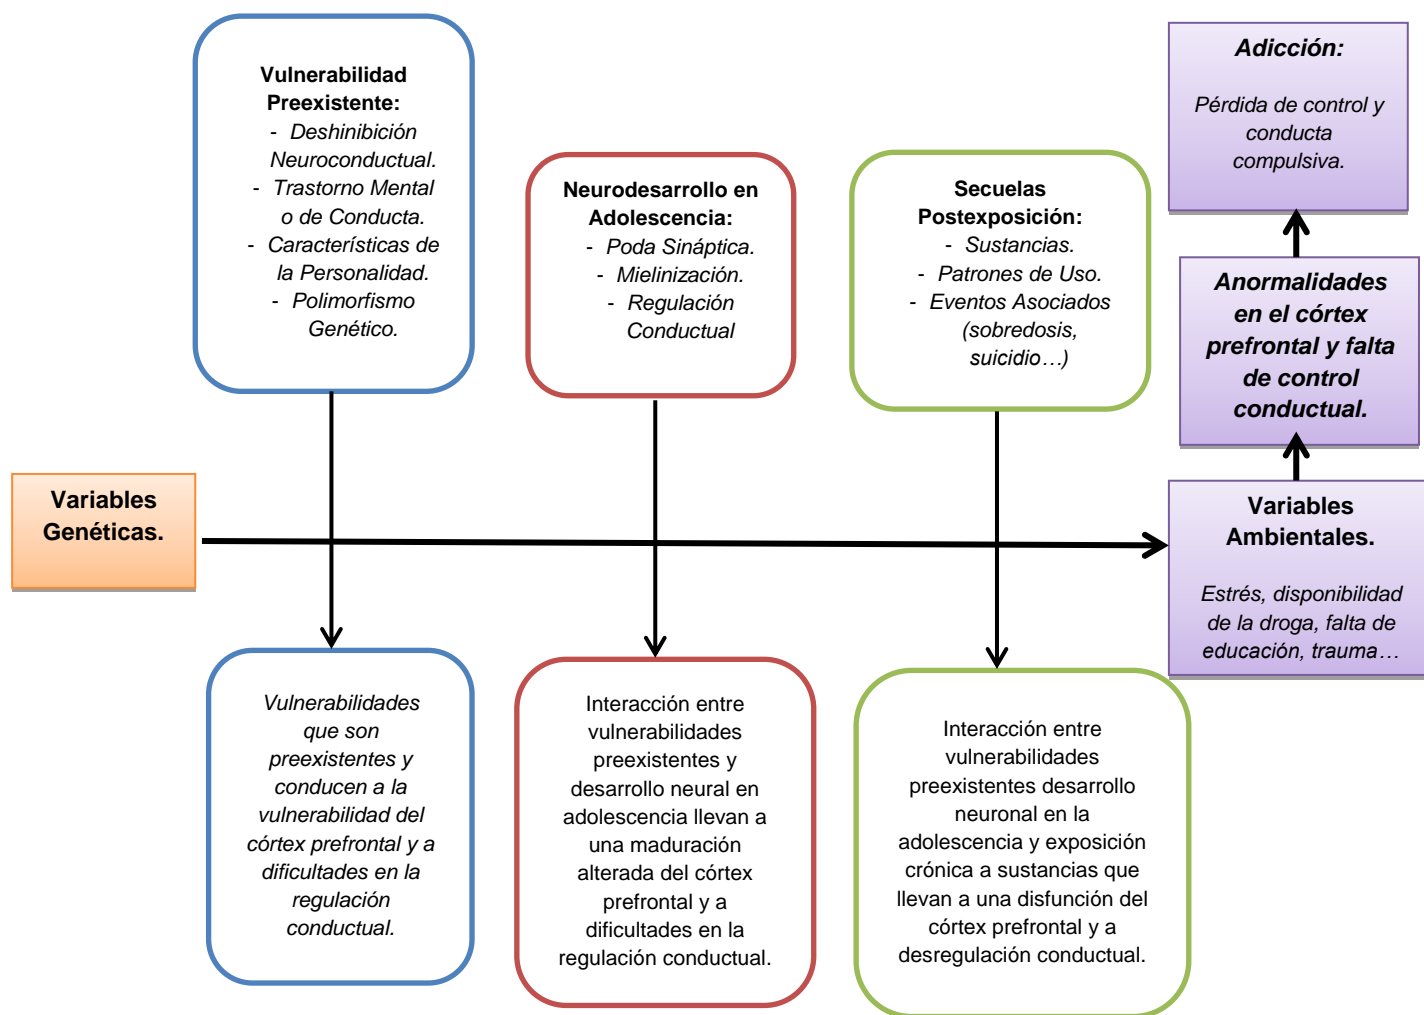 Vulnerabilidad
Preexistente:
- Deshinibición
Neuroconductual.
- Trastorno Mental
o de Conducta.
- Característícas de
la Personalidad.
- Polimorfismo
Genético.
Neurodesarrollo en
Adolescencia:
- Poda Sináptica.
- Mielinización.
- Regulación
Conductual
Secuelas
Postexposición:
- Sustancias.
- Patrones de Uso.
- Eventos Asociados
(sobredosis,
suicidio…)
Adicción:
Pérdida de control y
conducta
compulsiva.
Anormalidades
en el córtex
prefrontal y falta
de control
conductual.
Variables
Genéticas.
Variables
Ambientales.
Estrés, disponibilidad
de la droga, falta de
educación, trauma…
Vulnerabilidades
que son
preexistentes y
conducen a la
vulnerabilidad del
córtex prefrontal y a
dificultades en la
regulación
conductual.
Interacción entre
vulnerabilidades
preexistentes y
desarrollo neural en
adolescencia llevan a
una maduración
alterada del córtex
prefrontal y a
dificultades en la
regulación conductual.
Interacción entre
vulnerabilidades
preexistentes desarrollo
neuronal en la
adolescencia y exposición
crónica a sustancias que
llevan a una disfunción del
córtex prefrontal y a
desregulación conductual.